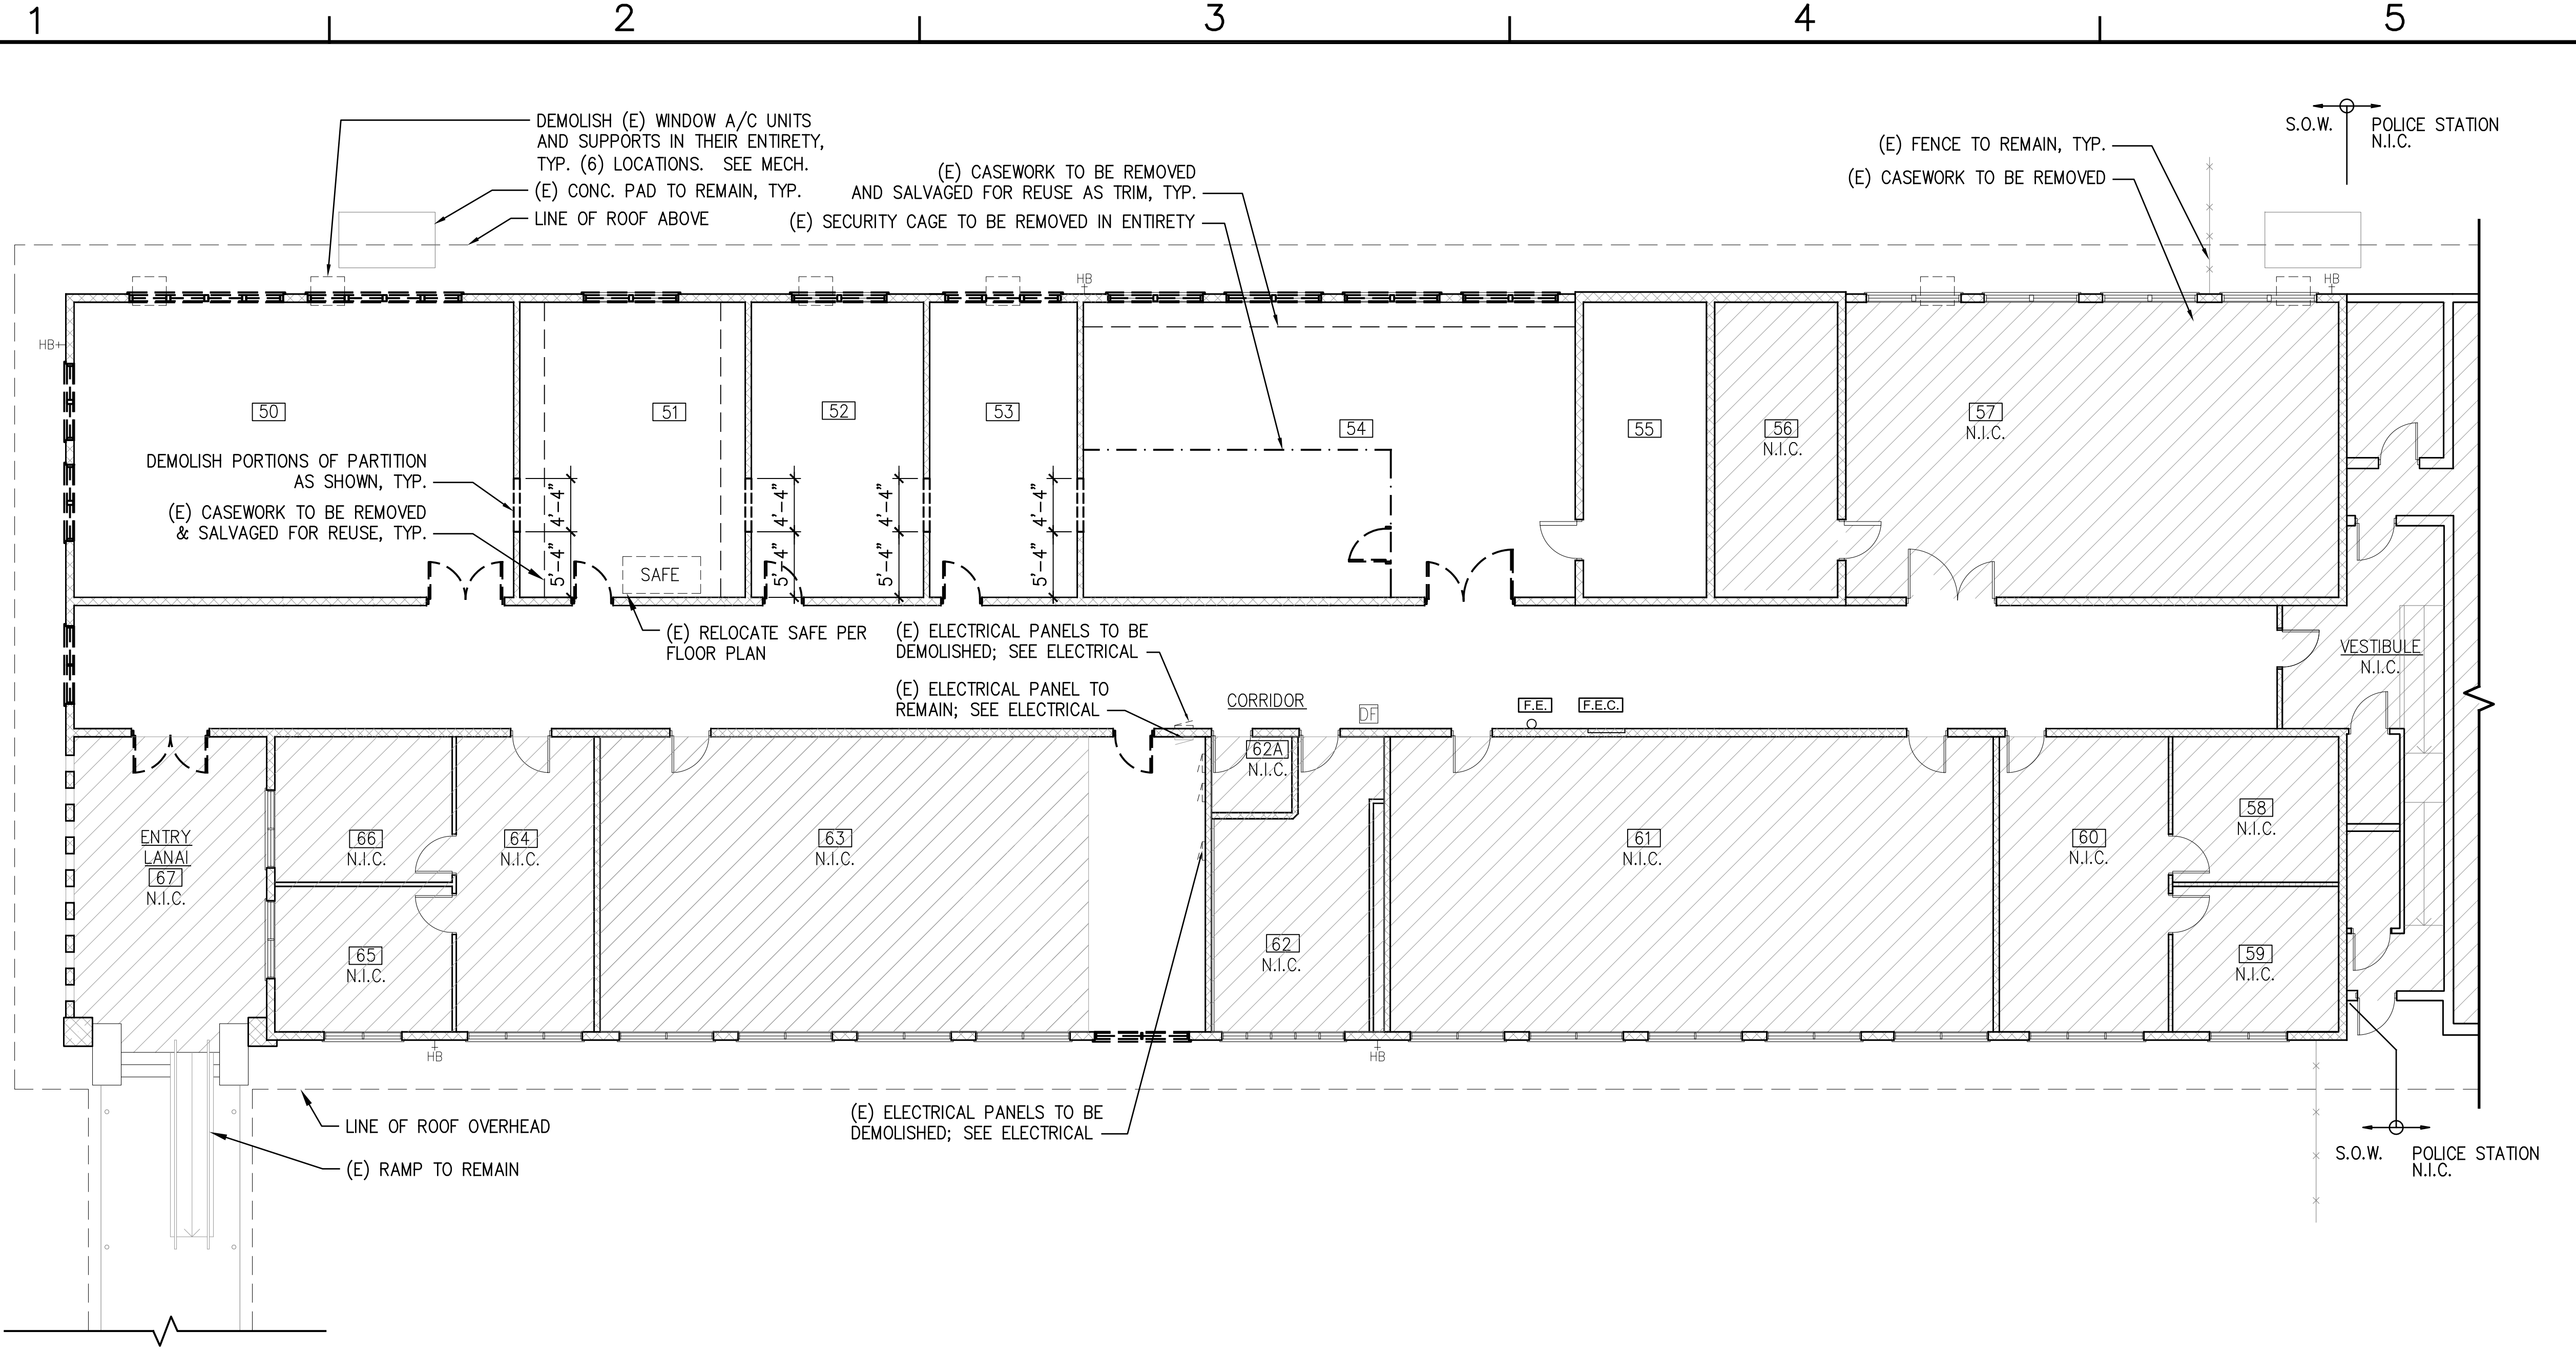 1
2
3
4
5
DEMOLISH (E) WINDOW A/C UNITS
AND SUPPORTS IN THEIR ENTIRETY,
TYP. (6) LOCATIONS. SEE MECH.
(E) CONC. PAD TO REMAIN, TYP.
LINE OF ROOF ABOVE
(E) CASEWORK TO BE REMOVED
AND SALVAGED FOR REUSE AS TRIM, TYP.
(E) SECURITY CAGE TO BE REMOVED IN ENTIRETY
(E) FENCE TO REMAIN, TYP.
(E) CASEWORK TO BE REMOVED
S.O.W.
POLICE STATION
N.I.C.
HB
HB
HB
50
51
52
53
54
55
56
N.I.C.
57
N.I.C.
DEMOLISH PORTIONS OF PARTITION
AS SHOWN, TYP.
(E) CASEWORK TO BE REMOVED
& SALVAGED FOR REUSE, TYP.
4'-4"
5'-4"
4'-4"
5'-4"
4'-4"
5'-4"
4'-4"
5'-4"
SAFE
(E) RELOCATE SAFE PER
FLOOR PLAN
(E) ELECTRICAL PANELS TO BE
DEMOLISHED; SEE ELECTRICAL
(E) ELECTRICAL PANEL TO
REMAIN; SEE ELECTRICAL
CORRIDOR
DF
F.E.
F.E.C.
VESTIBULE
N.I.C.
ENTRY
LANAI
67
N.I.C.
66
N.I.C.
65
N.I.C.
64
N.I.C.
63
N.I.C.
62A
N.I.C.
62
N.I.C.
61
N.I.C.
60
N.I.C.
58
N.I.C.
59
N.I.C.
HB
HB
LINE OF ROOF OVERHEAD
(E) RAMP TO REMAIN
(E) ELECTRICAL PANELS TO BE
DEMOLISHED; SEE ELECTRICAL
S.O.W.
POLICE STATION
N.I.C.